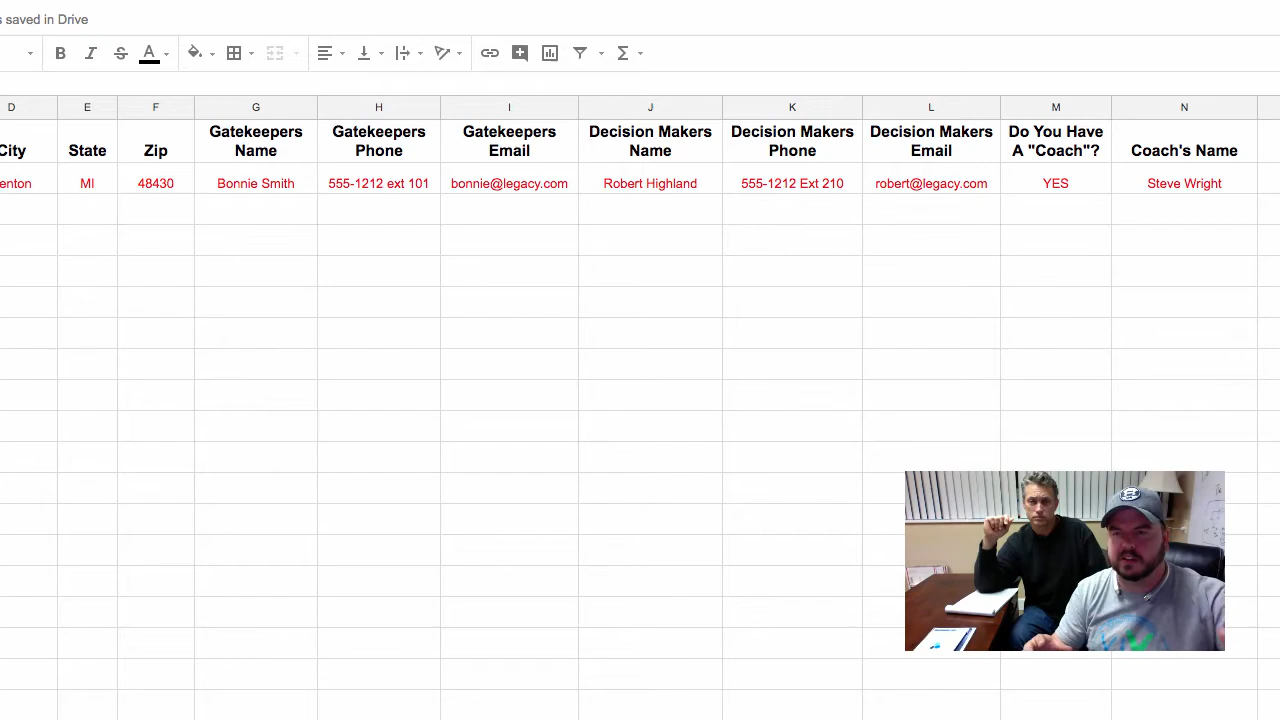 s saved in Drive
B I S A
D E F G H I J K L M N
City State Zip Gatekeepers Name Gatekeepers Phone Gatekeepers Email Decision Makers Name Decision Makers Phone Decision Makers Email Do You Have A "Coach"? Coach's Name
enton MI 48430 Bonnie Smith 555-1212 ext 101 bonnie@legacy.com Robert Highland 555-1212 Ext 210 robert@legacy.com YES Steve Wright